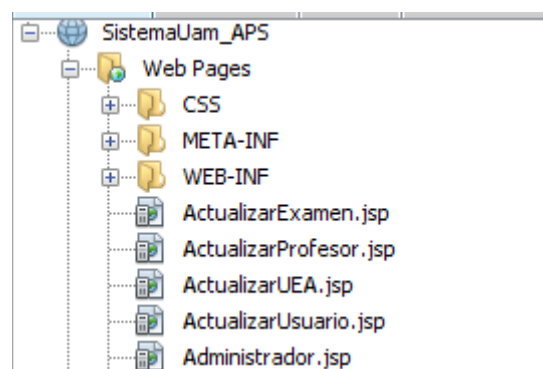 SistemaUam_APS
Web Pages
CSS
META-INF
WEB-INF
ActualizarExamen.jsp
ActualizarProfesor.jsp
ActualizarUEA.jsp
ActualizarUsuario.jsp
Administrador.jsp